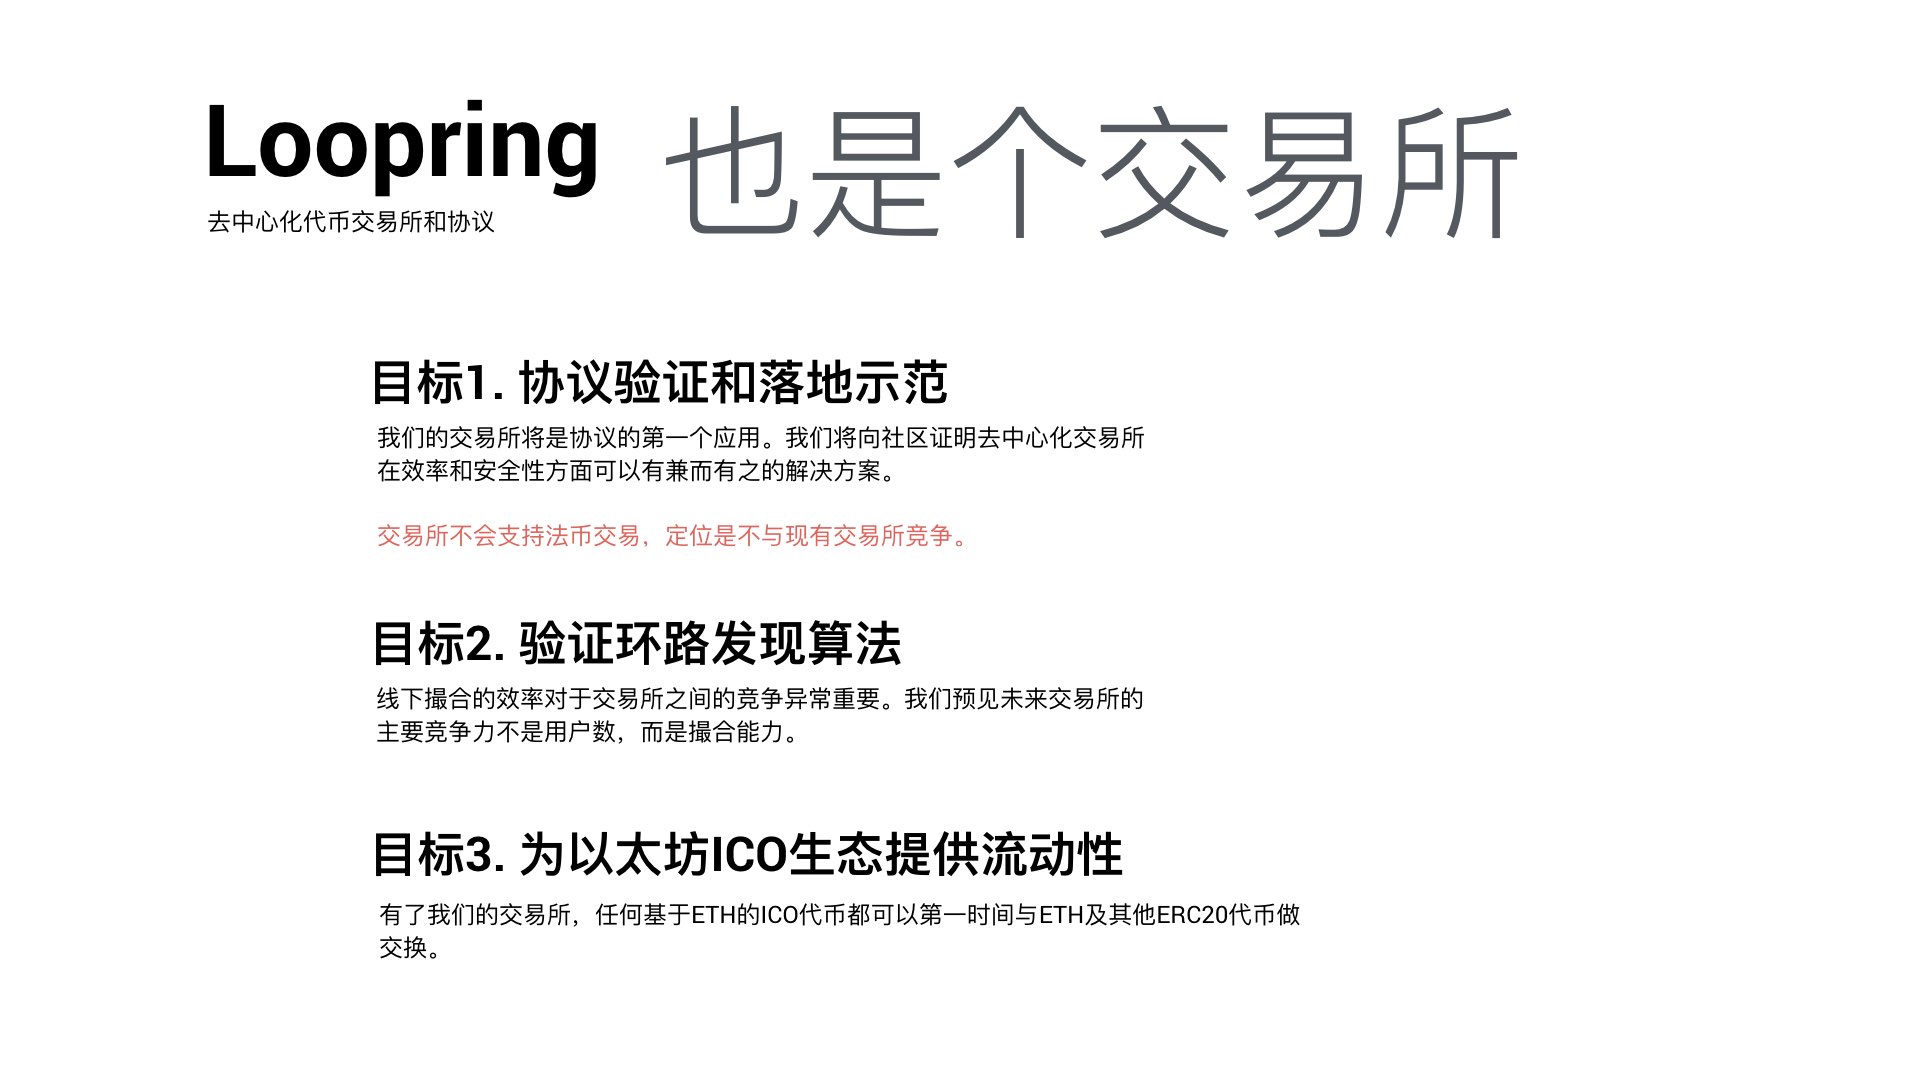 Loopring 也是个交易所
去中心化代币交易所和协议
目标1. 协议验证和落地示范
我们的交易所将是协议的第一个应用。我们将向社区证明去中心化交易所
在效率和安全性方面可以有兼而有之的解决方案。
交易所不会支持法币交易，定位是不与现有交易所竞争。
目标2. 验证环路发现算法
线下撮合的效率对于交易所之间的竞争异常重要。我们预见未来交易所的
主要竞争力不是用户数，而是撮合能力。
目标3. 为以太坊ICO生态提供流动性
有了我们的交易所，任何基于ETH的ICO代币都可以第一时间与ETH及其他ERC20代币做
交换。